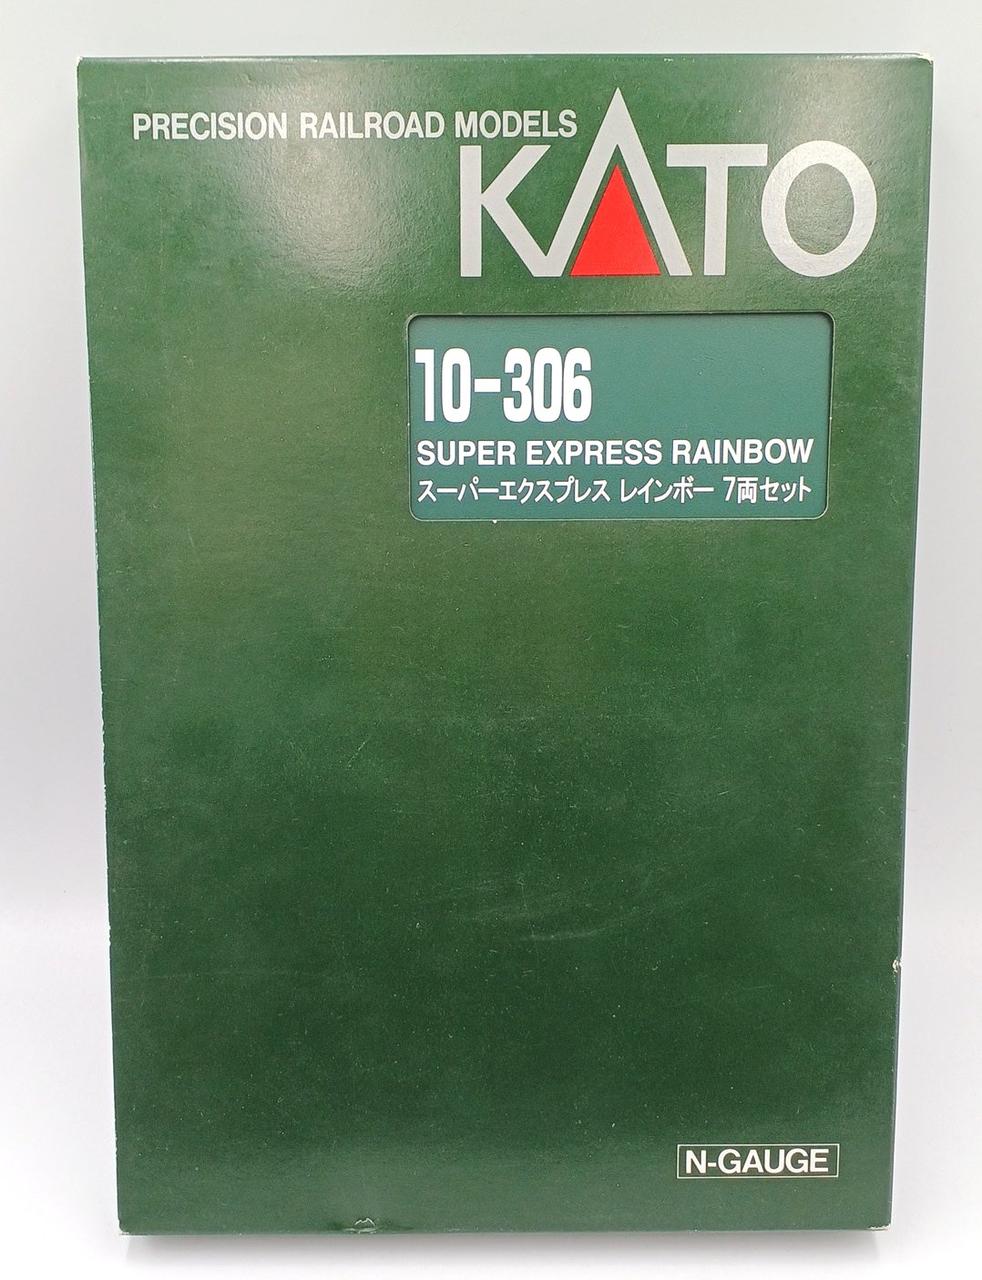 PRECISION RAILROAD MODELS
KATO
10-306
SUPER EXPRESS RAINBOW
スーパーエクスプレス レインボー 7両セット
N-GAUGE